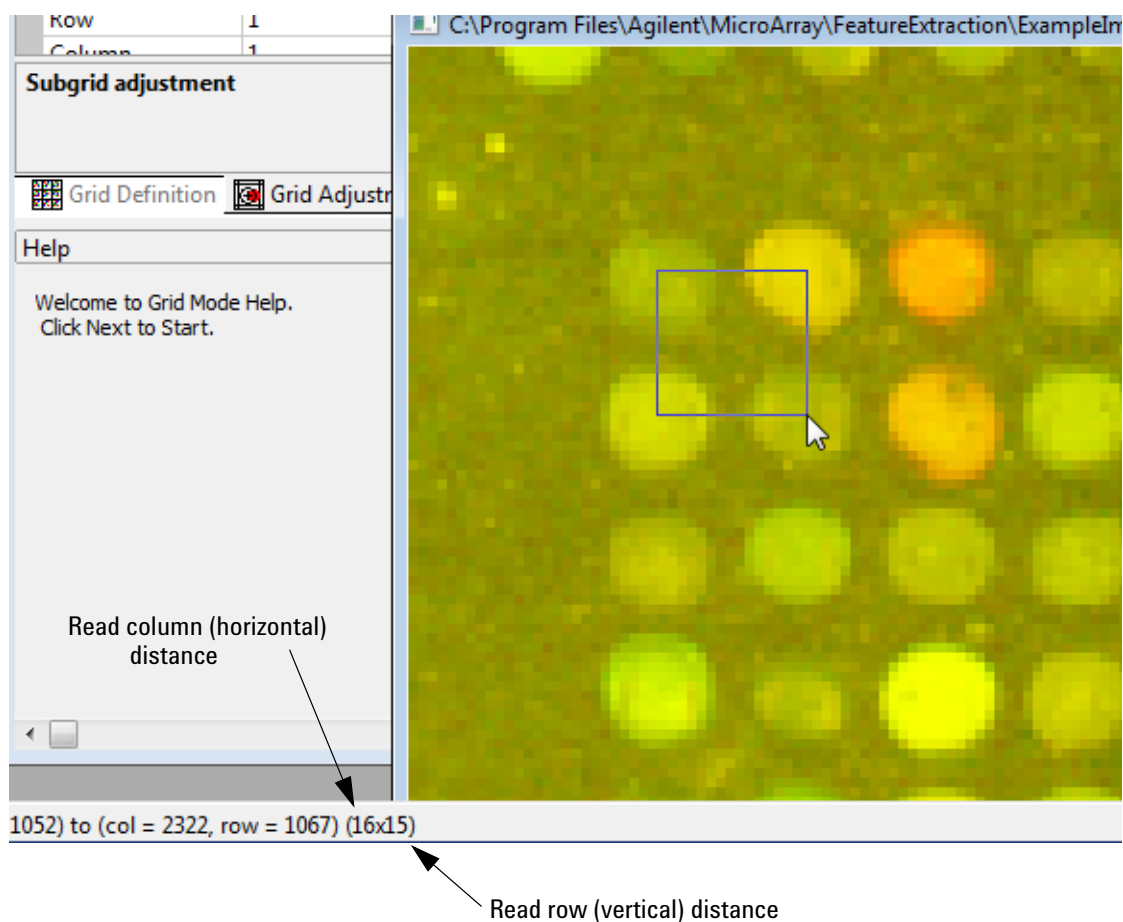 Row 1
Column 1
Subgrid adjustment
Grid Definition Grid Adjustr
Help
Welcome to Grid Mode Help.
Click Next to Start.
C:\Program Files\Agilent\MicroArray\FeatureExtraction\ExampleIm
Read column (horizontal)
distance
1052) to (col = 2322, row = 1067) (16x15)
Read row (vertical) distance